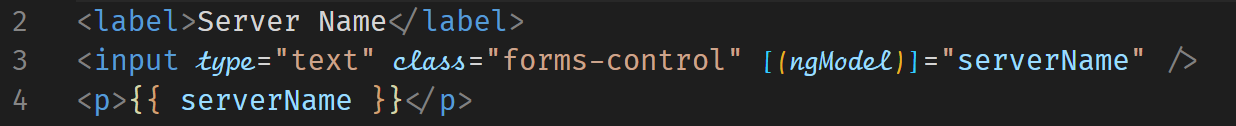 2 <label>Server Name</label>
3 <input type="text" class="forms-control" [(ngModel)]="serverName" />
4 <p>{{ serverName }}</p>